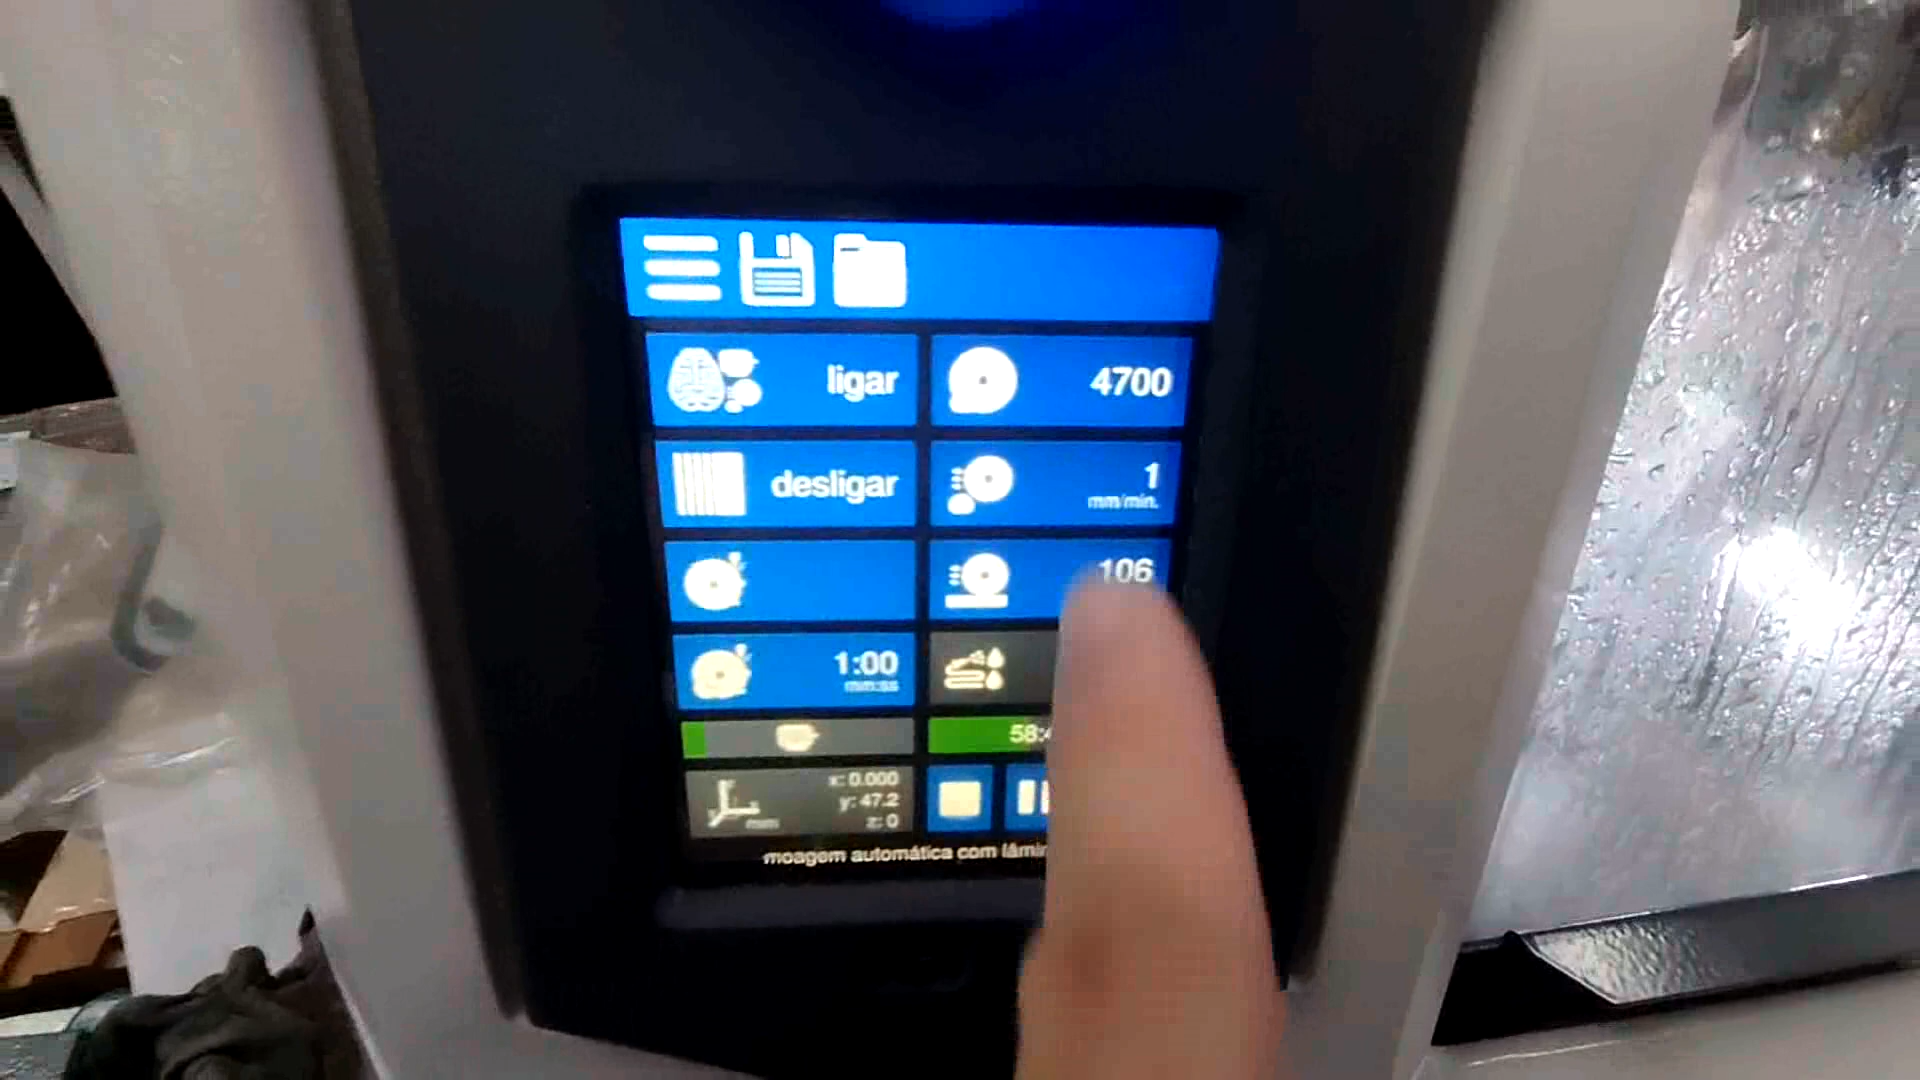 ligar
4700
desligar
1
mm/min.
106
1:00
mm:ss
58:
x: 0.000
y: 47.2
z: 0
mm
moagem automática com